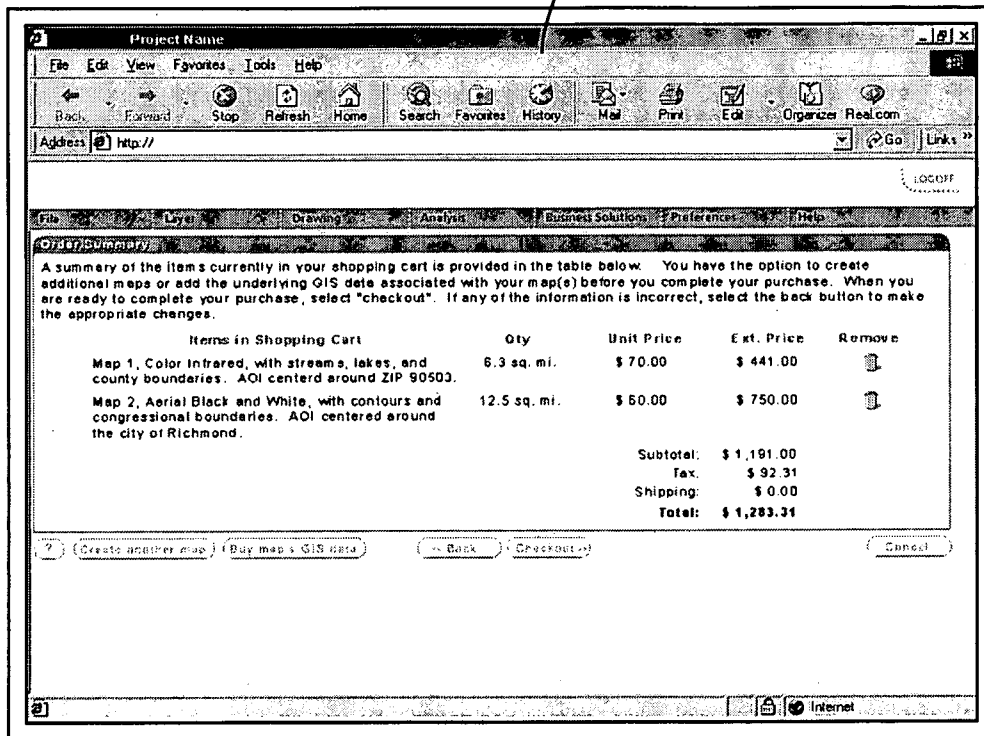 Project Name
File Edit View Favorites Tools Help
Back Forward Stop Refresh Home Search Favorites History Mail Print Edit Organizer Real.com
Address http:// Go Links »
LOGOFF
File Layer Drawing Analysis Business Solutions Preferences Help
Order Summary
A summary of the items currently in your shopping cart is provided in the table below. You have the option to create
additional maps or add the underlying GIS data associated with your map(s) before you complete your purchase. When you
are ready to complete your purchase, select "checkout". If any of the information is incorrect, select the back button to make
the appropriate changes.
Items in Shopping Cart Qty Unit Price Ext. Price Remove
Map 1, Color Infrared, with streams, lakes, and 6.3 sq. mi. $ 70.00 $ 441.00
county boundaries. AOI centerd around ZIP 90503.
Map 2, Aerial Black and White, with contours and 12.5 sq. mi. $ 60.00 $ 750.00
congressional boundaries. AOI centered around
the city of Richmond.
Subtotal: $ 1,191.00
Tax: $ 92.31
Shipping: $ 0.00
Total: $ 1,283.31
? Create another map Buy map's GIS data << Back Checkout >> Cancel
Internet